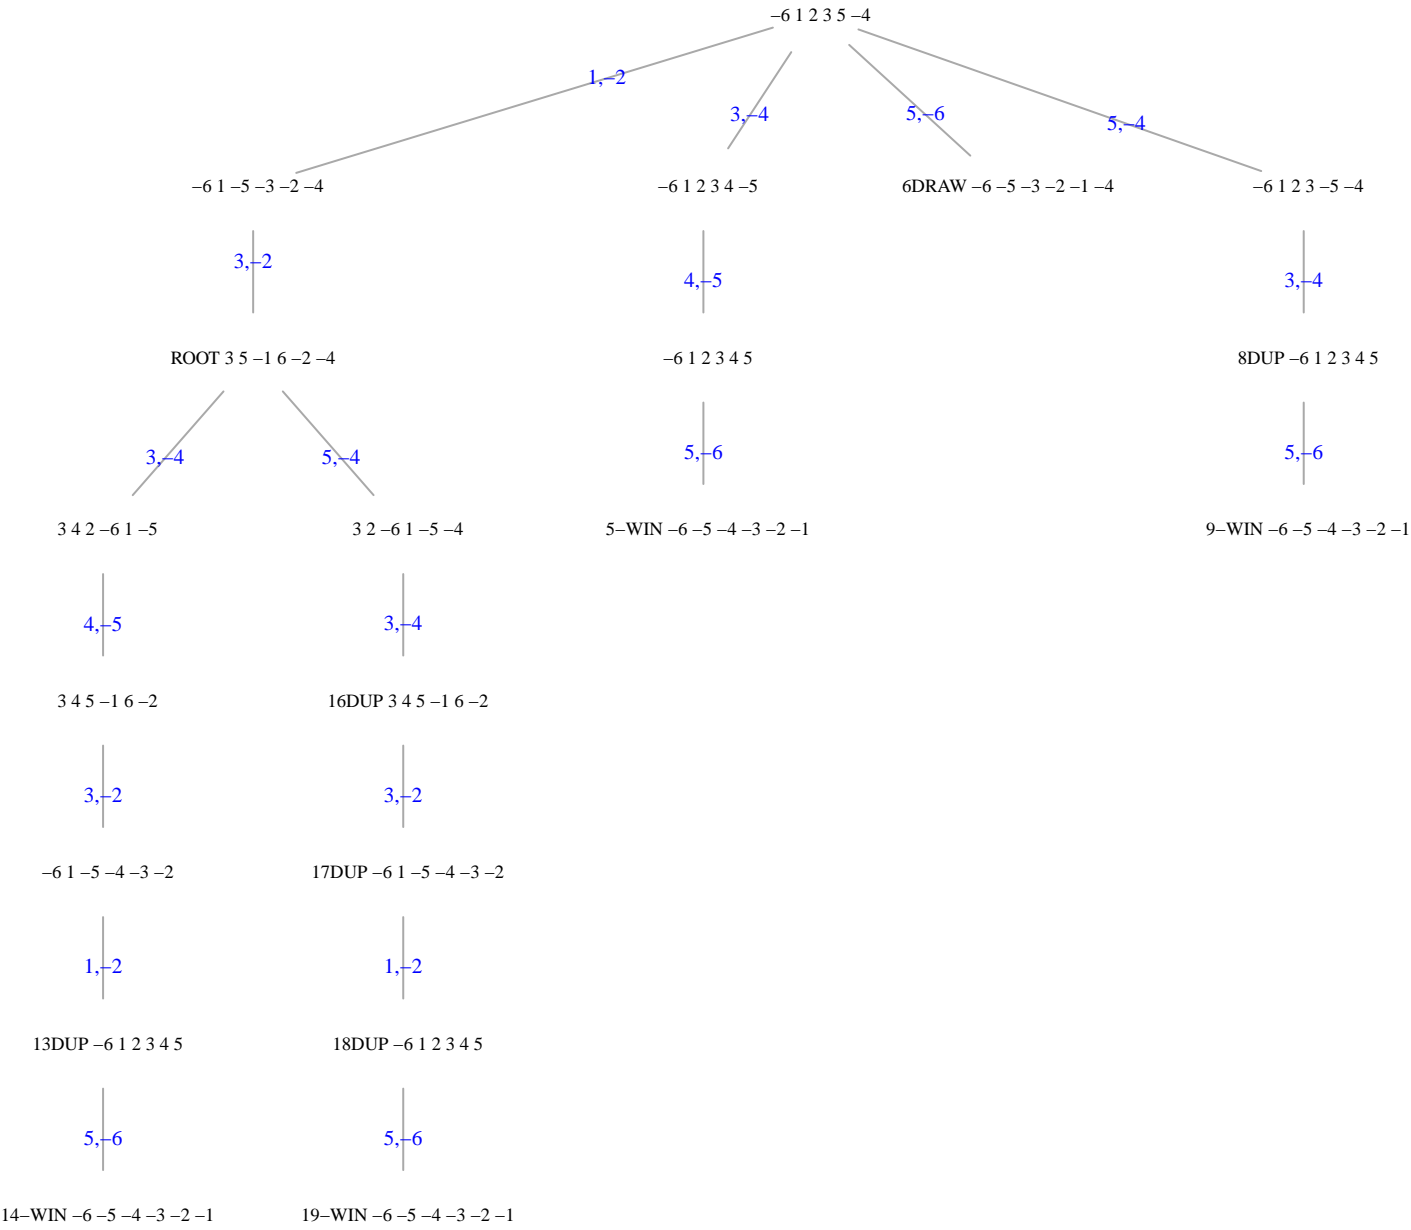 –6 1 2 3 5 –4
1,–2
3,–4
5,–6
5,–4
–6 1 –5 –3 –2 –4
–6 1 2 3 4 –5
6DRAW –6 –5 –3 –2 –1 –4
–6 1 2 3 –5 –4
3,–2
4,–5
3,–4
ROOT 3 5 –1 6 –2 –4
–6 1 2 3 4 5
8DUP –6 1 2 3 4 5
3,–4
5,–4
5,–6
5,–6
3 4 2 –6 1 –5
3 2 –6 1 –5 –4
5–WIN –6 –5 –4 –3 –2 –1
9–WIN –6 –5 –4 –3 –2 –1
4,–5
3,–4
3 4 5 –1 6 –2
16DUP 3 4 5 –1 6 –2
3,–2
3,–2
–6 1 –5 –4 –3 –2
17DUP –6 1 –5 –4 –3 –2
1,–2
1,–2
13DUP –6 1 2 3 4 5
18DUP –6 1 2 3 4 5
5,–6
5,–6
14–WIN –6 –5 –4 –3 –2 –1
19–WIN –6 –5 –4 –3 –2 –1